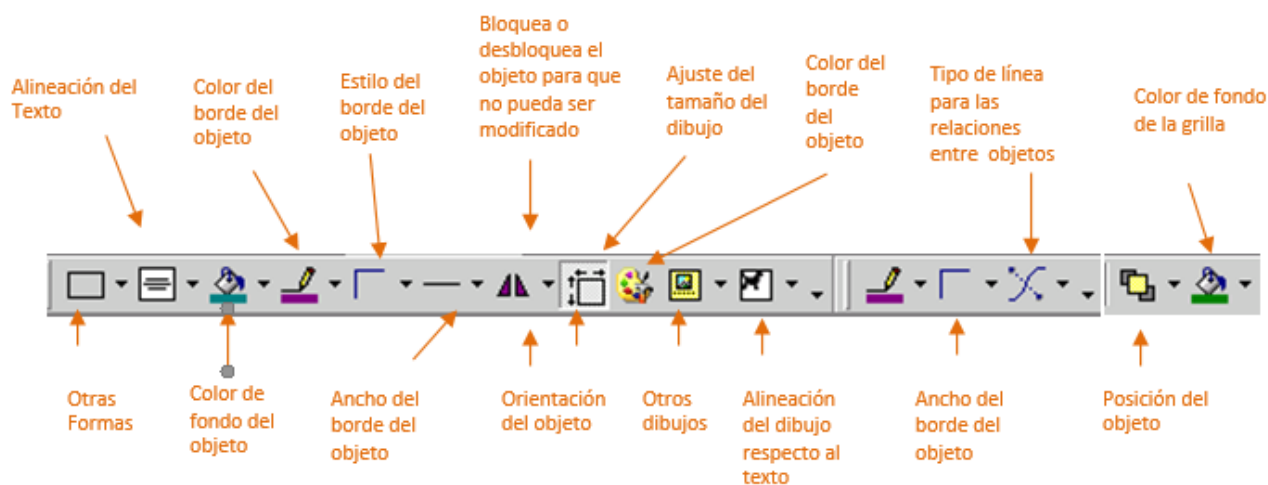 Alineación del
Texto
Color del
borde del
objeto
Estilo del
borde del
objeto
Bloquea o
desbloquea el
objeto para que
no pueda ser
modificado
Ajuste del
tamaño del
dibujo
Color del
borde
del
objeto
Tipo de línea
para las
relaciones
entre objetos
Color de fondo
de la grilla
Otras
Formas
Color de
fondo del
objeto
Ancho del
borde del
objeto
Orientación
del objeto
Otros
dibujos
Alineación
del dibujo
respecto al
texto
Ancho del
borde del
objeto
Posición del
objeto